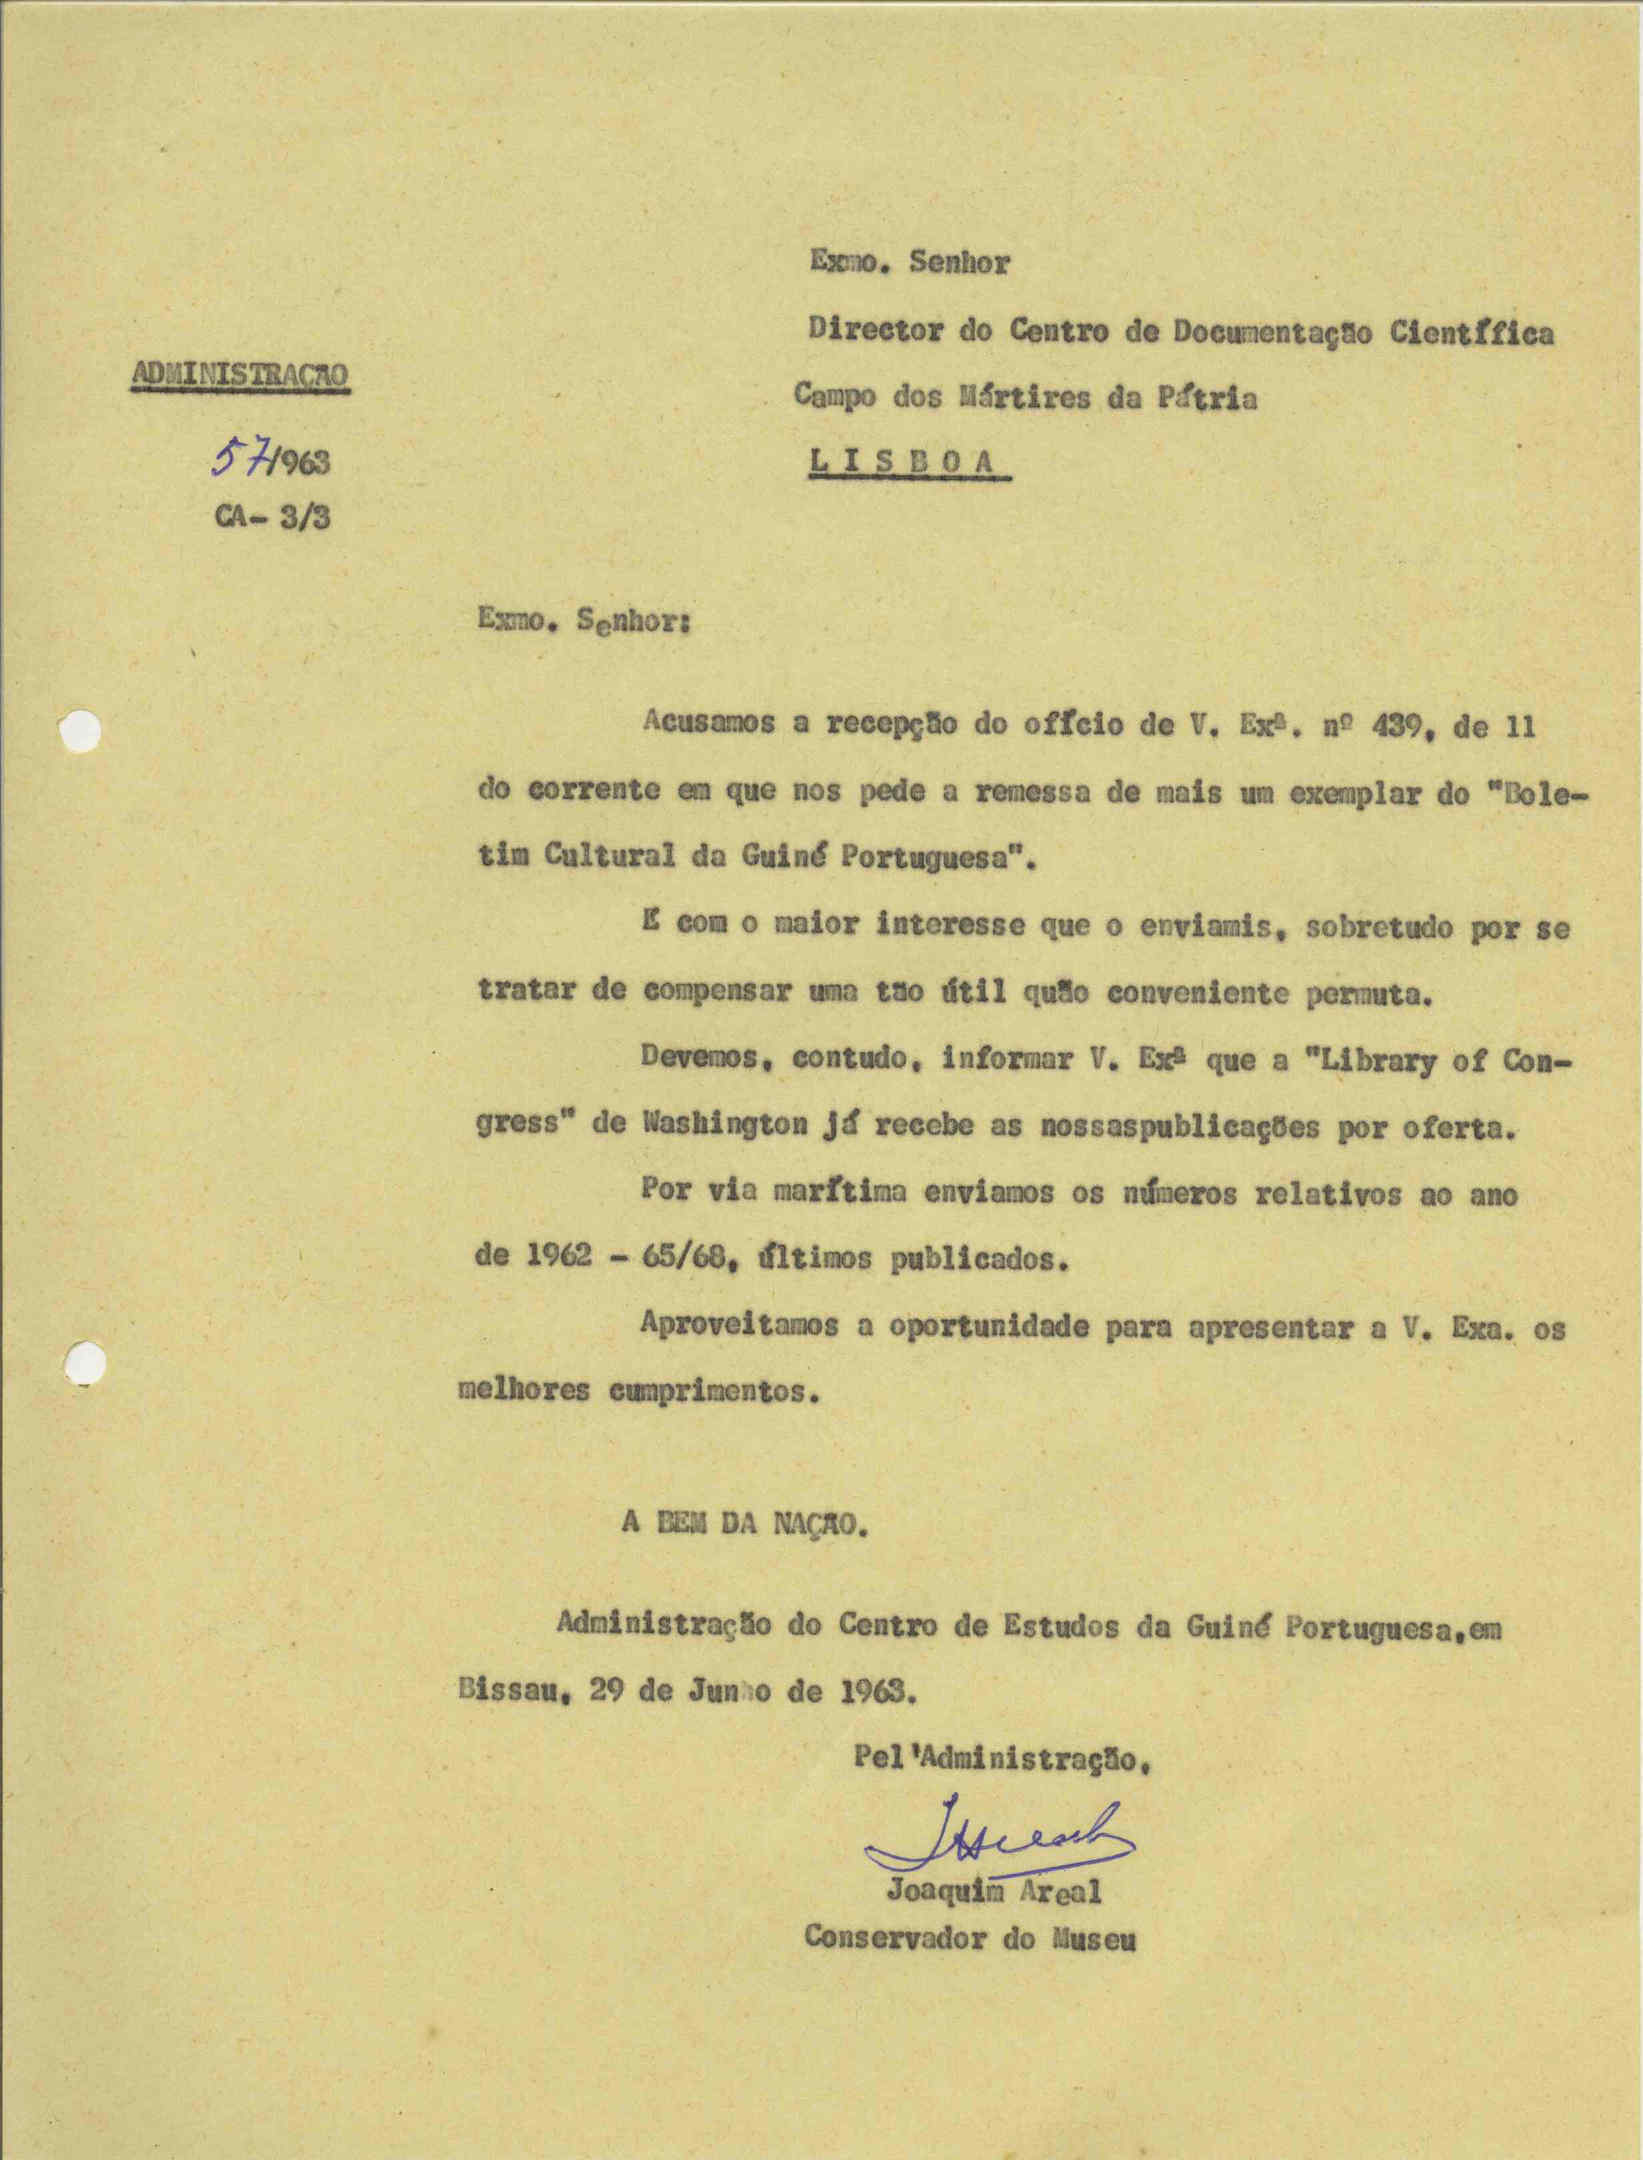 Exmo. Senhor
Director do Centro de Documentação Científica
ADMINISTRAÇÃO
Campo dos Mártires da Pátria
57/1963
LISBOA
CA- 3/3
Exmo. Senhor:
Acusamos a recepção do ofício de V. Exª. nº 439, de 11
do corrente em que nos pede a remessa de mais um exemplar do "Bole-
tim Cultural da Guiné Portuguesa".
É com o maior interesse que o enviamis, sobretudo por se
tratar de compensar uma tão útil quão conveniente permuta.
Devemos, contudo, informar V. Exª que a "Library of Con-
gress" de Washington já recebe as nossaspublicações por oferta.
Por via marítima enviamos os números relativos ao ano
de 1962 - 65/68, últimos publicados.
Aproveitamos a oportunidade para apresentar a V. Exa. os
melhores cumprimentos.
A BEM DA NAÇÃO.
Administração do Centro de Estudos da Guiné Portuguesa,em
Bissau, 29 de Junho de 1963.
Pel'Administração,
Joaquim Areal
Conservador do Museu